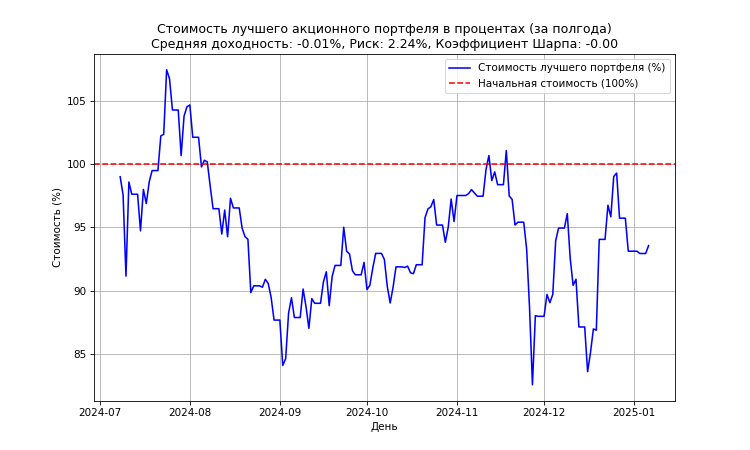 Стоимость лучшего акционного портфеля в процентах (за полгода)
Средняя доходность: -0.01%, Риск: 2.24%, Коэффициент Шарпа: -0.00
Стоимость лучшего портфеля (%)
Начальная стоимость (100%)
Стоимость (%)
105
100
95
90
85
2024-07 2024-08 2024-09 2024-10 2024-11 2024-12 2025-01
День